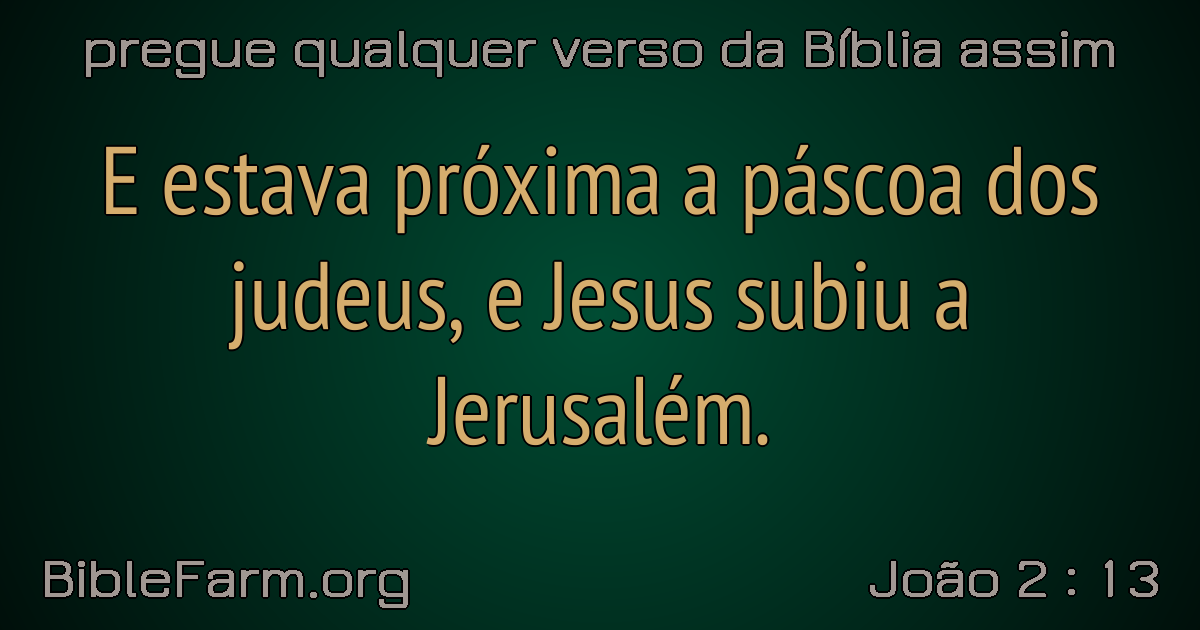 pregue qualquer verso da Bíblia assim
E estava próxima a páscoa dos
judeus, e Jesus subiu a
Jerusalém.
BibleFarm.org
João 2 : 13